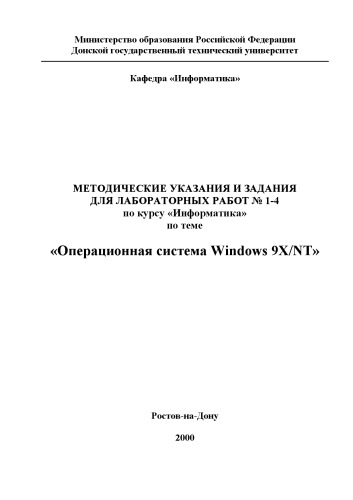 Министерство образования Российской Федерации
Донской государственный технический университет
Кафедра «Информатика»
МЕТОДИЧЕСКИЕ УКАЗАНИЯ И ЗАДАНИЯ
ДЛЯ ЛАБОРАТОРНЫХ РАБОТ № 1-4
по курсу «Информатика»
по теме
«Операционная система Windows 9X/NT»
Ростов-на-Дону
2000